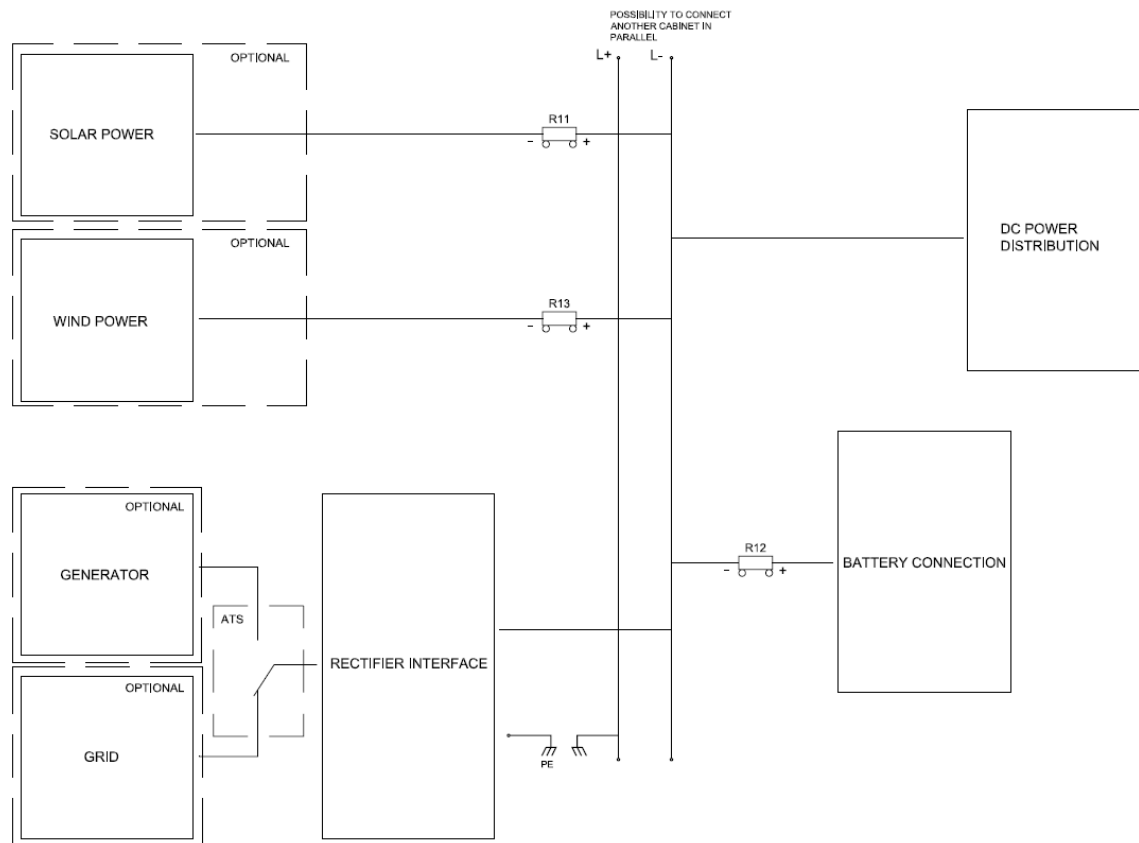 POSSIBILITY TO CONNECT
ANOTHER CABINET IN
PARALLEL
L+ L-
OPTIONAL
SOLAR POWER
R11
- +
OPTIONAL
WIND POWER
R13
- +
DC POWER
DISTRIBUTION
OPTIONAL
GENERATOR
ATS
OPTIONAL
GRID
RECTIFIER INTERFACE
PE
R12
- +
BATTERY CONNECTION